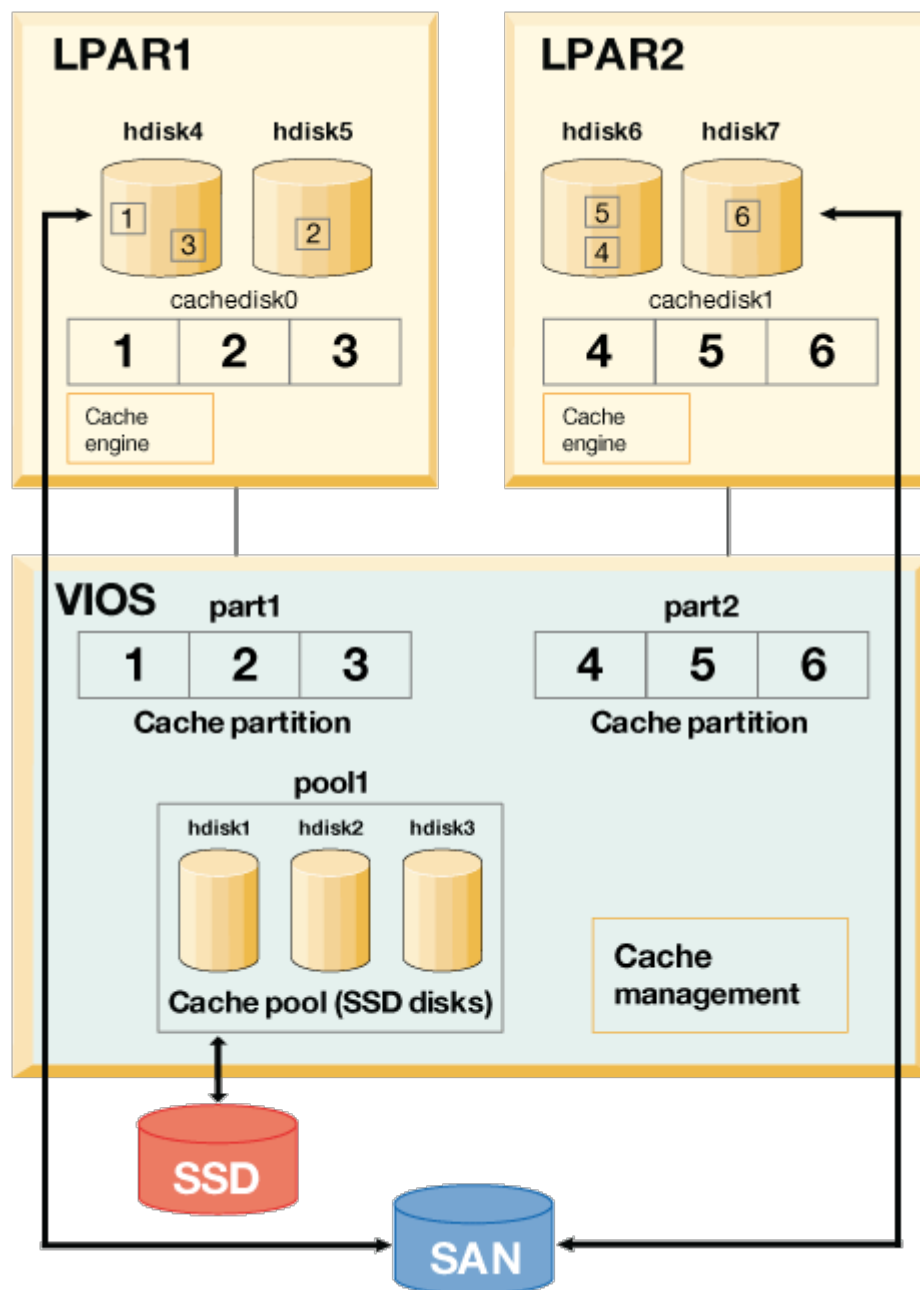 LPAR1
hdisk4 hdisk5
1
3
2
cachedisk0
1 2 3
Cache
engine
LPAR2
hdisk6 hdisk7
5
4
6
cachedisk1
4 5 6
Cache
engine
VIOS
part1
1 2 3
Cache partition
part2
4 5 6
Cache partition
pool1
hdisk1 hdisk2 hdisk3
Cache pool (SSD disks)
Cache
management
SSD
SAN